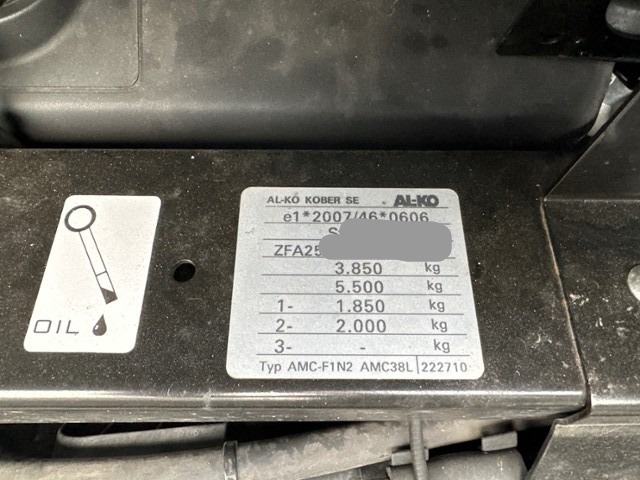 OIL
AL-KO KOBER SE AL-KO
e1*2007/46*0606
S
ZFA25
3.850 kg
5.500 kg
1- 1.850 kg
2- 2.000 kg
3- - kg
Typ AMC-F1N2 AMC38L 222710